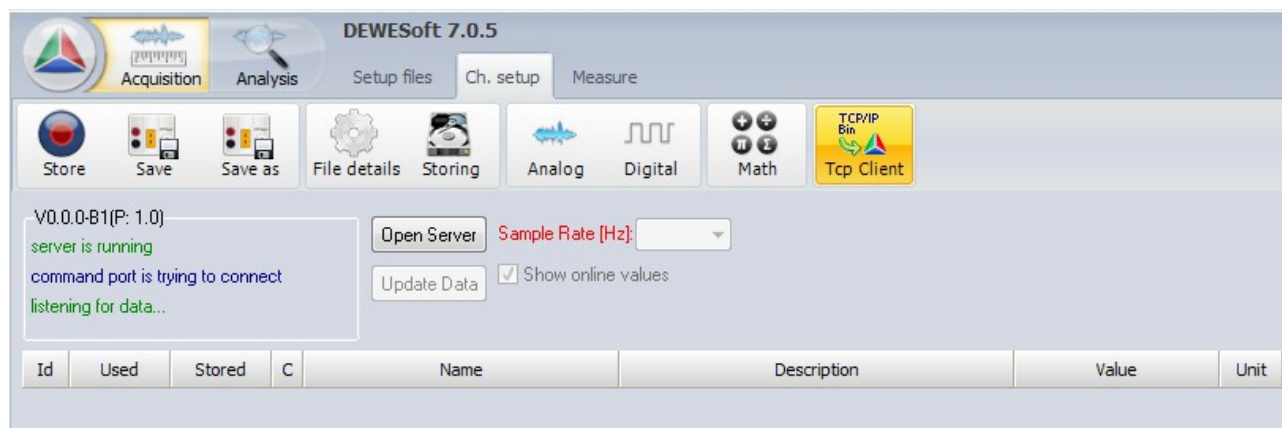 DEWESoft 7.0.5
Acquisition Analysis Setup files Ch. setup Measure
TCP/IP
Bin
Store Save Save as File details Storing Analog Digital Math Tcp Client
V0.0.0-B1(P: 1.0)
server is running
command port is trying to connect
listening for data...
Open Server Sample Rate [Hz]:
Update Data Show online values
Id Used Stored C Name Description Value Unit